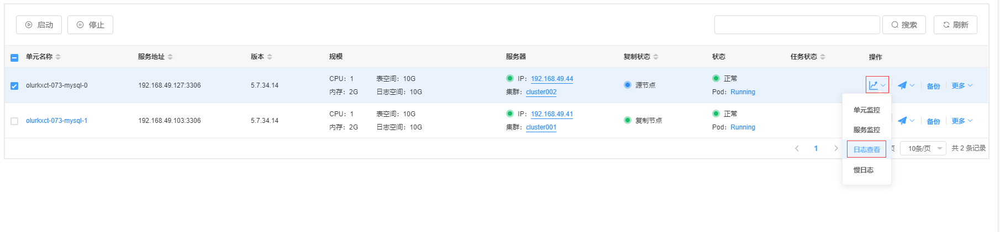 启动 停止 搜索 刷新
单元名称 服务地址 版本 规模 服务器 复制状态 状态 任务状态 操作
olurkxct-073-mysql-0 192.168.49.127:3306 5.7.34.14 CPU：1 表空间：10G IP：192.168.49.44 源节点 正常 备份 更多
内存：2G 日志空间：10G 集群：cluster002 Pod：Running
olurkxct-073-mysql-1 192.168.49.103:3306 5.7.34.14 CPU：1 表空间：10G IP：192.168.49.41 复制节点 正常 备份 更多
内存：2G 日志空间：10G 集群：cluster001 Pod：Running
单元监控
服务监控
日志查看
慢日志
1 页 10条/页 共 2 条记录